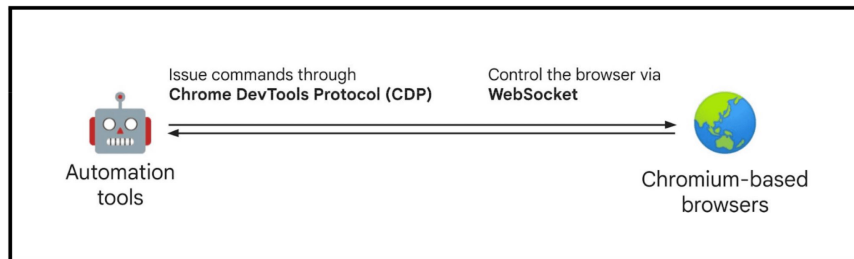 Issue commands through
Chrome DevTools Protocol (CDP)
Control the browser via
WebSocket
Automation
tools
Chromium-based
browsers